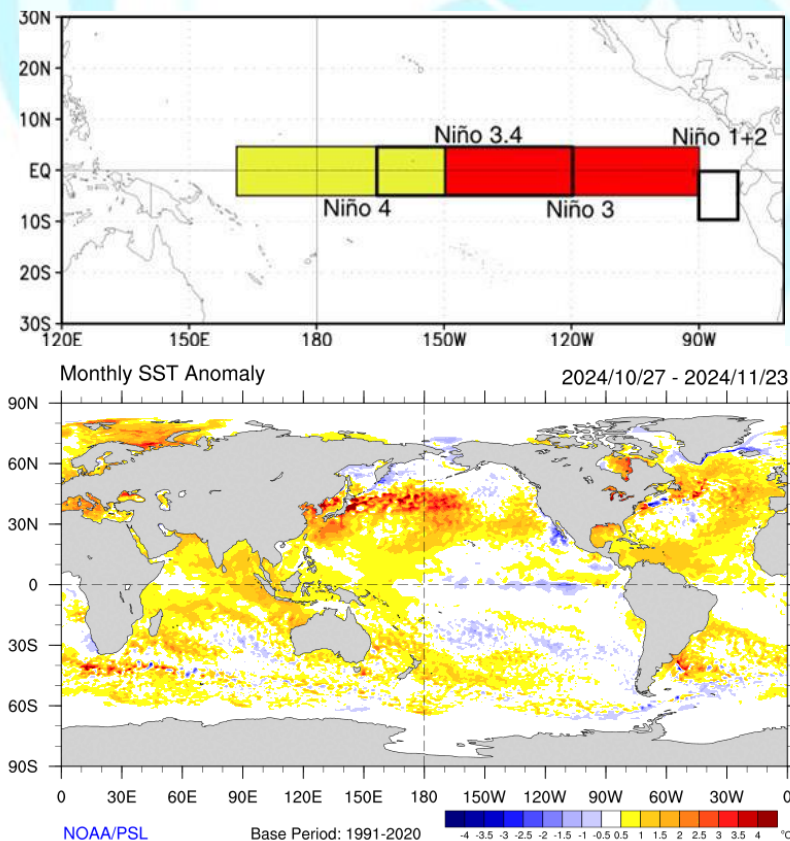 30N
20N
10N
EQ
10S
20S
30S
Niño 3.4
Niño 1+2
Niño 4
Niño 3
120E 150E 180 150W 120W 90W
Monthly SST Anomaly 2024/10/27 - 2024/11/23
90N
60N
30N
0
30S
60S
90S
0 30E 60E 90E 120E 150E 180 150W 120W 90W 60W 30W 0
NOAA/PSL Base Period: 1991-2020
-4 -3.5 -3 -2.5 -2 -1.5 -1 -0.5 0.5 1 1.5 2 2.5 3 3.5 4 °C